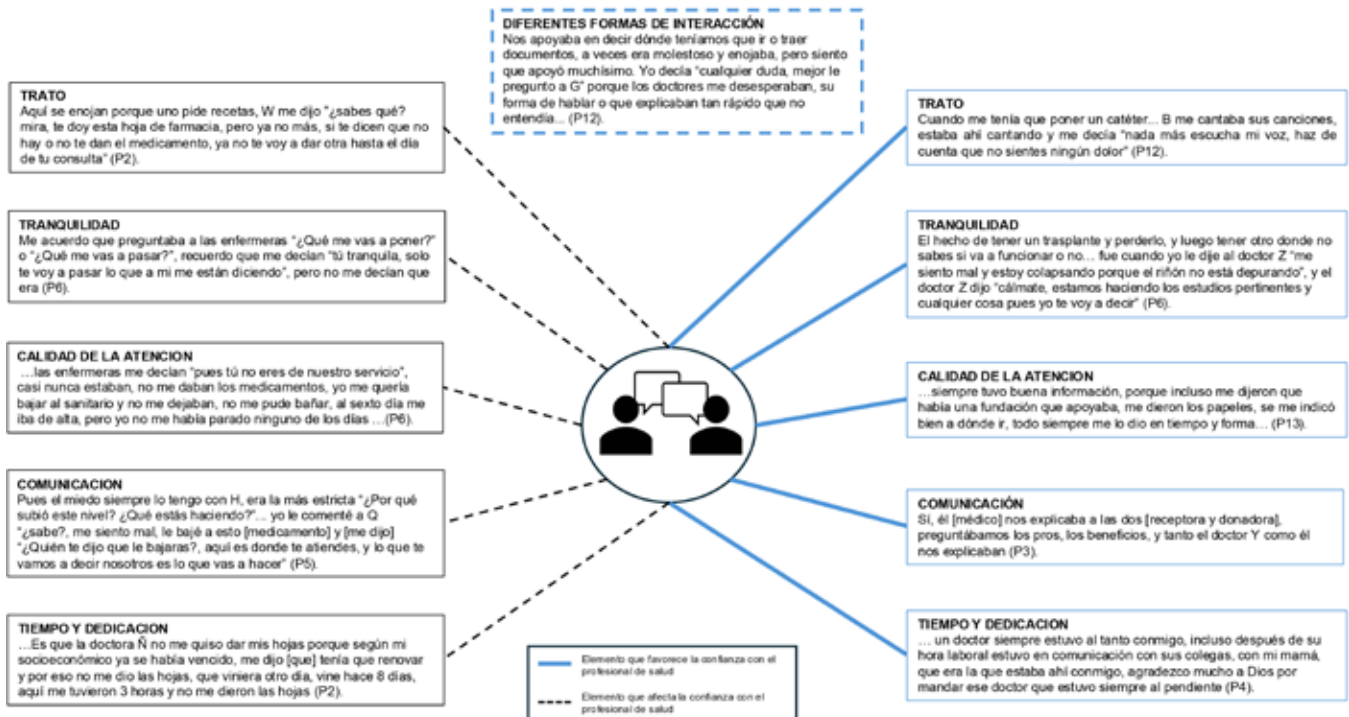 DIFERENTES FORMAS DE INTERACCIÓN
Nos apoyaba en decir dónde teníamos que ir o traer
documentos, a veces era molestoso y enojaba, pero siento
que apoyó muchísimo. Yo decía “cualquier duda, mejor le
pregunto a G” porque los doctores me desesperaban, su
forma de hablar o que explicaban tan rápido que no
entendía... (P12).
TRATO
Aquí se enojan porque uno pide recetas, W me dijo “¿sabes qué?
mira, te doy esta hoja de farmacia, pero ya no más, si te dicen que no
hay o no te dan el medicamento, ya no te voy a dar otra hasta el día
de tu consulta” (P2).
TRANQUILIDAD
Me acuerdo que preguntaba a las enfermeras “¿Qué me vas a poner?”
o “¿Qué me vas a pasar?”, recuerdo que me decían “tú tranquila, solo
te voy a pasar lo que a mi me están diciendo”, pero no me decían que
era (P6).
CALIDAD DE LA ATENCION
…las enfermeras me decían “pues tú no eres de nuestro servicio”,
casi nunca estaban, no me daban los medicamentos, yo me quería
bajar al sanitario y no me dejaban, no me pude bañar, al sexto día me
iba de alta, pero yo no me había parado ninguno de los días …(P6).
COMUNICACION
Pues el miedo siempre lo tengo con H, era la más estricta “¿Por qué
subió este nivel? ¿Qué estás haciendo?”... yo le comenté a Q
“¿sabe?, me siento mal, le bajé a esto [medicamento] y [me dijo]
“¿Quién te dijo que le bajaras?, aquí es donde te atiendes, y lo que te
vamos a decir nosotros es lo que vas a hacer” (P5).
TIEMPO Y DEDICACION
…Es que la doctora Ñ no me quiso dar mis hojas porque según mi
socioeconómico ya se había vencido, me dijo [que] tenía que renovar
y por eso no me dio las hojas, que viniera otro día, vine hace 8 días,
aquí me tuvieron 3 horas y no me dieron las hojas (P2).
TRATO
Cuando me tenía que poner un catéter... B me cantaba sus canciones,
estaba ahí cantando y me decía “nada más escucha mi voz, haz de
cuenta que no sientes ningún dolor” (P12).
TRANQUILIDAD
El hecho de tener un trasplante y perderlo, y luego tener otro donde no
sabes si va a funcionar o no... fue cuando yo le dije al doctor Z “me
siento mal y estoy colapsando porque el riñón no está depurando”, y el
doctor Z dijo “cálmate, estamos haciendo los estudios pertinentes y
cualquier cosa pues yo te voy a decir” (P6).
CALIDAD DE LA ATENCION
…siempre tuvo buena información, porque incluso me dijeron que
había una fundación que apoyaba, me dieron los papeles, se me indicó
bien a dónde ir, todo siempre me lo dio en tiempo y forma… (P13).
COMUNICACIÓN
Sí, él [médico] nos explicaba a las dos [receptora y donadora],
preguntábamos los pros, los beneficios, y tanto el doctor Y como él
nos explicaban (P3).
TIEMPO Y DEDICACION
… un doctor siempre estuvo al tanto conmigo, incluso después de su
hora laboral estuvo en comunicación con sus colegas, con mi mamá,
que era la que estaba ahí conmigo, agradezco mucho a Dios por
mandar ese doctor que estuvo siempre al pendiente (P4).
Elemento que favorece la confianza con el
profesional de salud
Elemento que afecta la confianza con el
profesional de salud